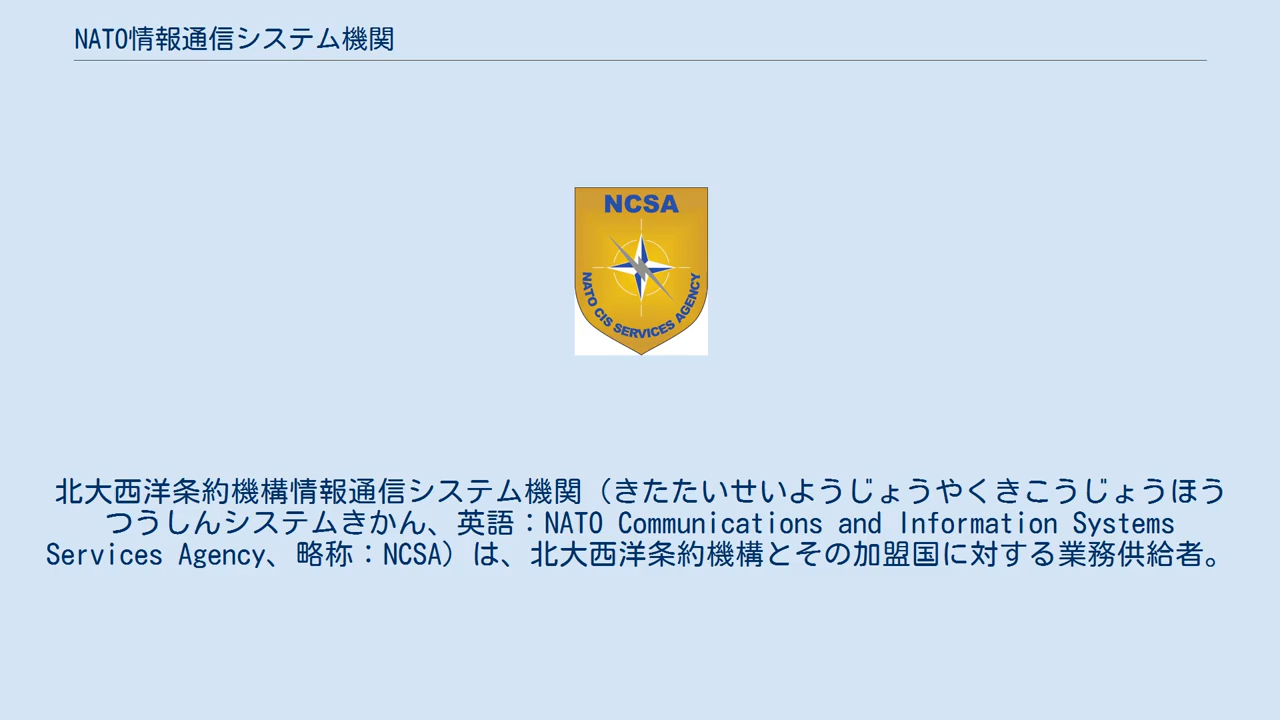 NATO情報通信システム機関
NCSA
NATO CIS SERVICES AGENCY
北大西洋条約機構情報通信システム機関（きたたいせいようじょうやくきこうじょうほう
つうしんシステムきかん、英語：NATO Communications and Information Systems
Services Agency、略称：NCSA）は、北大西洋条約機構とその加盟国に対する業務供給者。